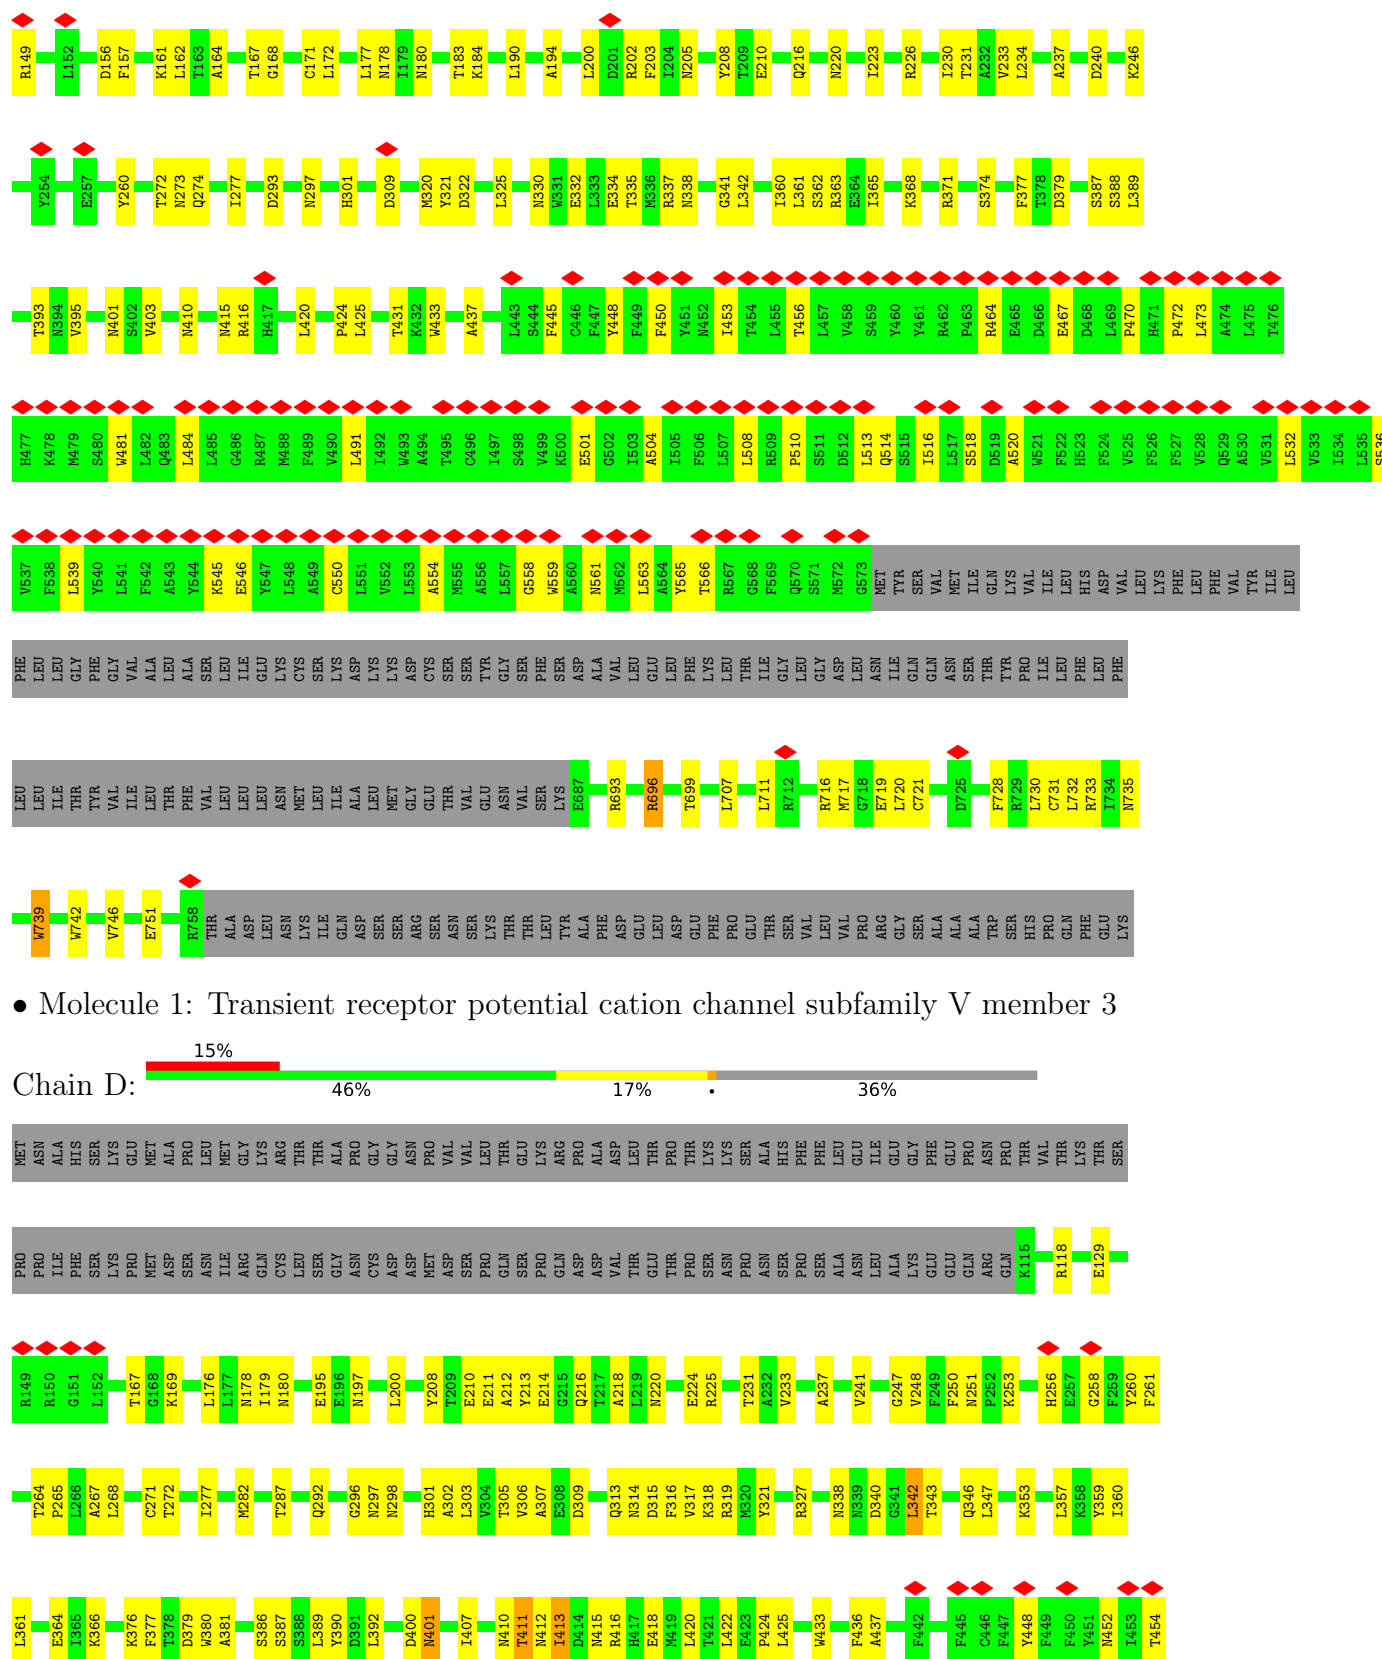 R149 L152 D156 F157 K161 L162 T163 A164 T167 G168 C171 L172 L177 N178 I179 N180 T183 K184 L190 A194 L200 D201 R202 F203 I204 N205 Y208 T209 E210 Q216 N220 I223 R226 I230 T231 A232 V233 L234 A237 D240 K246
Y254 E257 Y260 T272 N273 Q274 I277 D293 N297 H301 D309 M320 Y321 D322 L325 N330 W331 E332 L333 E334 T335 M336 R337 N338 G341 L342 I360 L361 S362 R363 E364 I365 K368 R371 S374 F377 T378 D379 S387 S388 L389
T393 N394 V395 N401 S402 V403 N410 N415 R416 H417 L420 P424 L425 T431 K432 W433 A437 L443 S444 F445 C446 F447 Y448 F449 F450 Y451 N452 I453 T454 L455 T456 L457 V458 S459 Y460 Y461 R462 P463 R464 E465 D466 E467 D468 L469 P470 H471 P472 L473 A474 L475 T476
H477 K478 M479 S480 W481 L482 Q483 L484 L485 G486 R487 M488 F489 V490 L491 I492 W493 A494 T495 C496 I497 S498 V499 K500 E501 G502 I503 A504 I505 F506 L507 L508 R509 P510 S511 D512 L513 Q514 S515 I516 L517 S518 D519 A520 W521 F522 H523 F524 V525 F526 F527 V528 Q529 A530 V531 L532 V533 I534 L535 S536
V537 F538 L539 Y540 L541 F542 A543 Y544 K545 E546 Y547 L548 A549 C550 L551 V552 L553 A554 M555 A556 L557 G558 W559 A560 N561 M562 L563 A564 Y565 T566 R567 G568 F569 Q570 S571 M572 G573 MET TYR SER VAL MET ILE GLN LYS VAL ILE LEU HIS ASP VAL LEU LYS PHE LEU PHE VAL TYR ILE LEU
PHE LEU LEU GLY PHE GLY VAL ALA LEU ALA SER LEU ILE GLU LYS CYS SER LYS ASP LYS LYS ASP CYS SER SER TYR GLY SER PHE SER ASP ALA VAL LEU GLU LEU PHE LYS LEU THR ILE GLY LEU GLY ASP LEU ASN ILE GLN GLN ASN SER THR TYR PRO ILE LEU PHE LEU PHE
LEU LEU ILE THR TYR VAL ILE LEU THR PHE VAL LEU LEU LEU ASN MET LEU ILE ALA LEU MET GLY GLU THR VAL GLU ASN VAL SER LYS E687 R693 R696 T699 L707 L711 R712 R716 M717 G718 E719 L720 C721 D725 F728 R729 L730 C731 L732 R733 I734 N735
W739 W742 V746 E751 R758 THR ALA ASP LEU ASN LYS ILE GLN ASP SER SER ARG SER ASN SER LYS THR THR LEU TYR ALA PHE ASP GLU LEU ASP GLU PHE PRO GLU THR SER VAL LEU VAL PRO ARG GLY SER ALA ALA ALA TRP SER HIS PRO GLN PHE GLU LYS
• Molecule 1: Transient receptor potential cation channel subfamily V member 3
15%
Chain D:
46% 17% • 36%
MET ASN ALA HIS SER LYS GLU MET ALA PRO LEU MET GLY LYS ARG THR THR ALA PRO GLY GLY ASN PRO VAL VAL LEU THR GLU LYS ARG PRO ALA ASP LEU THR PRO THR LYS LYS SER ALA HIS PHE PHE LEU GLU ILE GLU GLY PHE GLU PRO ASN PRO THR VAL THR LYS THR SER
PRO PRO ILE PHE SER LYS PRO MET ASP SER ASN ILE ARG GLN CYS LEU SER GLY ASN CYS ASP ASP MET ASP SER PRO GLN SER PRO GLN ASP ASP VAL THR GLU THR PRO SER ASN PRO ASN SER PRO SER ALA ASN LEU ALA LYS GLU GLU GLN ARG GLN K115 R118 E129
R149 R150 G151 L152 T167 G168 K169 L176 L177 N178 I179 N180 E195 E196 N197 L200 Y208 T209 E210 E211 A212 Y213 E214 G215 Q216 T217 A218 L219 N220 E224 R225 T231 A232 V233 A237 V241 G247 V248 F249 F250 N251 P252 K253 H256 E257 G258 F259 Y260 F261
T264 P265 L266 A267 L268 C271 T272 I277 M282 T287 Q292 G296 N297 N298 H301 A302 L303 V304 T305 V306 A307 E308 D309 Q313 N314 D315 F316 V317 K318 R319 M320 Y321 R327 N338 N339 D340 G341 L342 T343 Q346 L347 K353 L357 K358 Y359 I360
L361 E364 I365 K366 K376 F377 T378 D379 W380 A381 S386 S387 S388 L389 Y390 D391 L392 D400 N401 I407 N410 T411 N412 I413 D414 N415 R416 H417 E418 M419 L420 T421 L422 E423 P424 L425 W433 F436 A437 F442 F445 C446 F447 Y448 F449 F450 Y451 N452 I453 T454